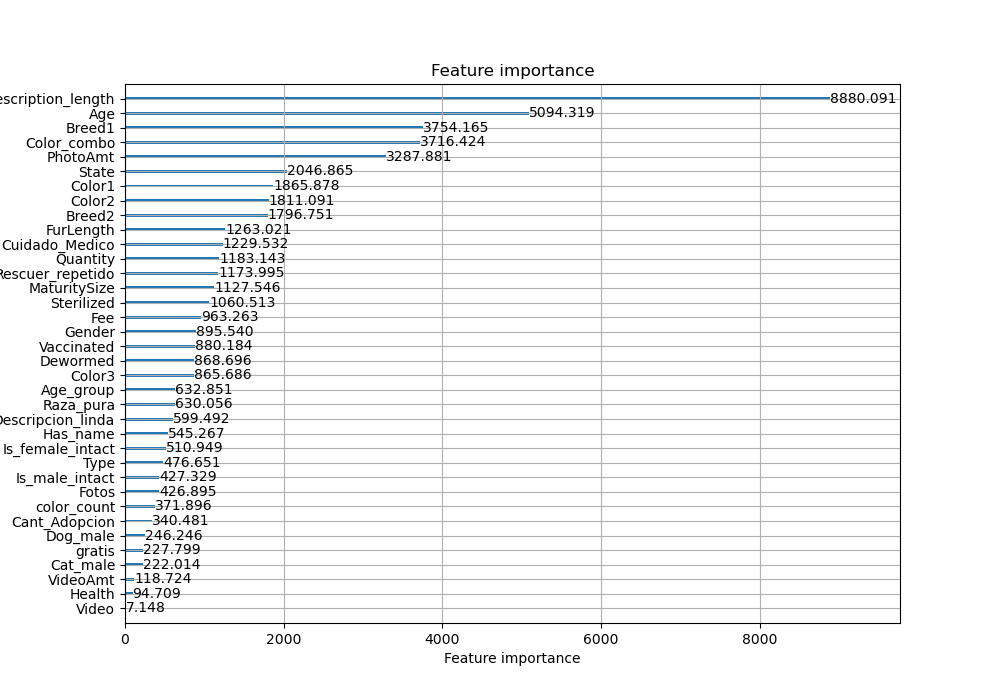 Feature importance
escription_length 8880.091
Age 5094.319
Breed1 3754.165
Color_combo 3716.424
PhotoAmt 3287.881
State 2046.865
Color1 1865.878
Color2 1811.091
Breed2 1796.751
FurLength 1263.021
Cuidado_Medico 1229.532
Quantity 1183.143
Rescuer_repetido 1173.995
MaturitySize 1127.546
Sterilized 1060.513
Fee 963.263
Gender 895.540
Vaccinated 880.184
Dewormed 868.696
Color3 865.686
Age_group 632.851
Raza_pura 630.056
Descripcion_linda 599.492
Has_name 545.267
Is_female_intact 510.949
Type 476.651
Is_male_intact 427.329
Fotos 426.895
color_count 371.896
Cant_Adopcion 340.481
Dog_male 246.246
gratis 227.799
Cat_male 222.014
VideoAmt 118.724
Health 94.709
Video 7.148
0 2000 4000 6000 8000
Feature importance